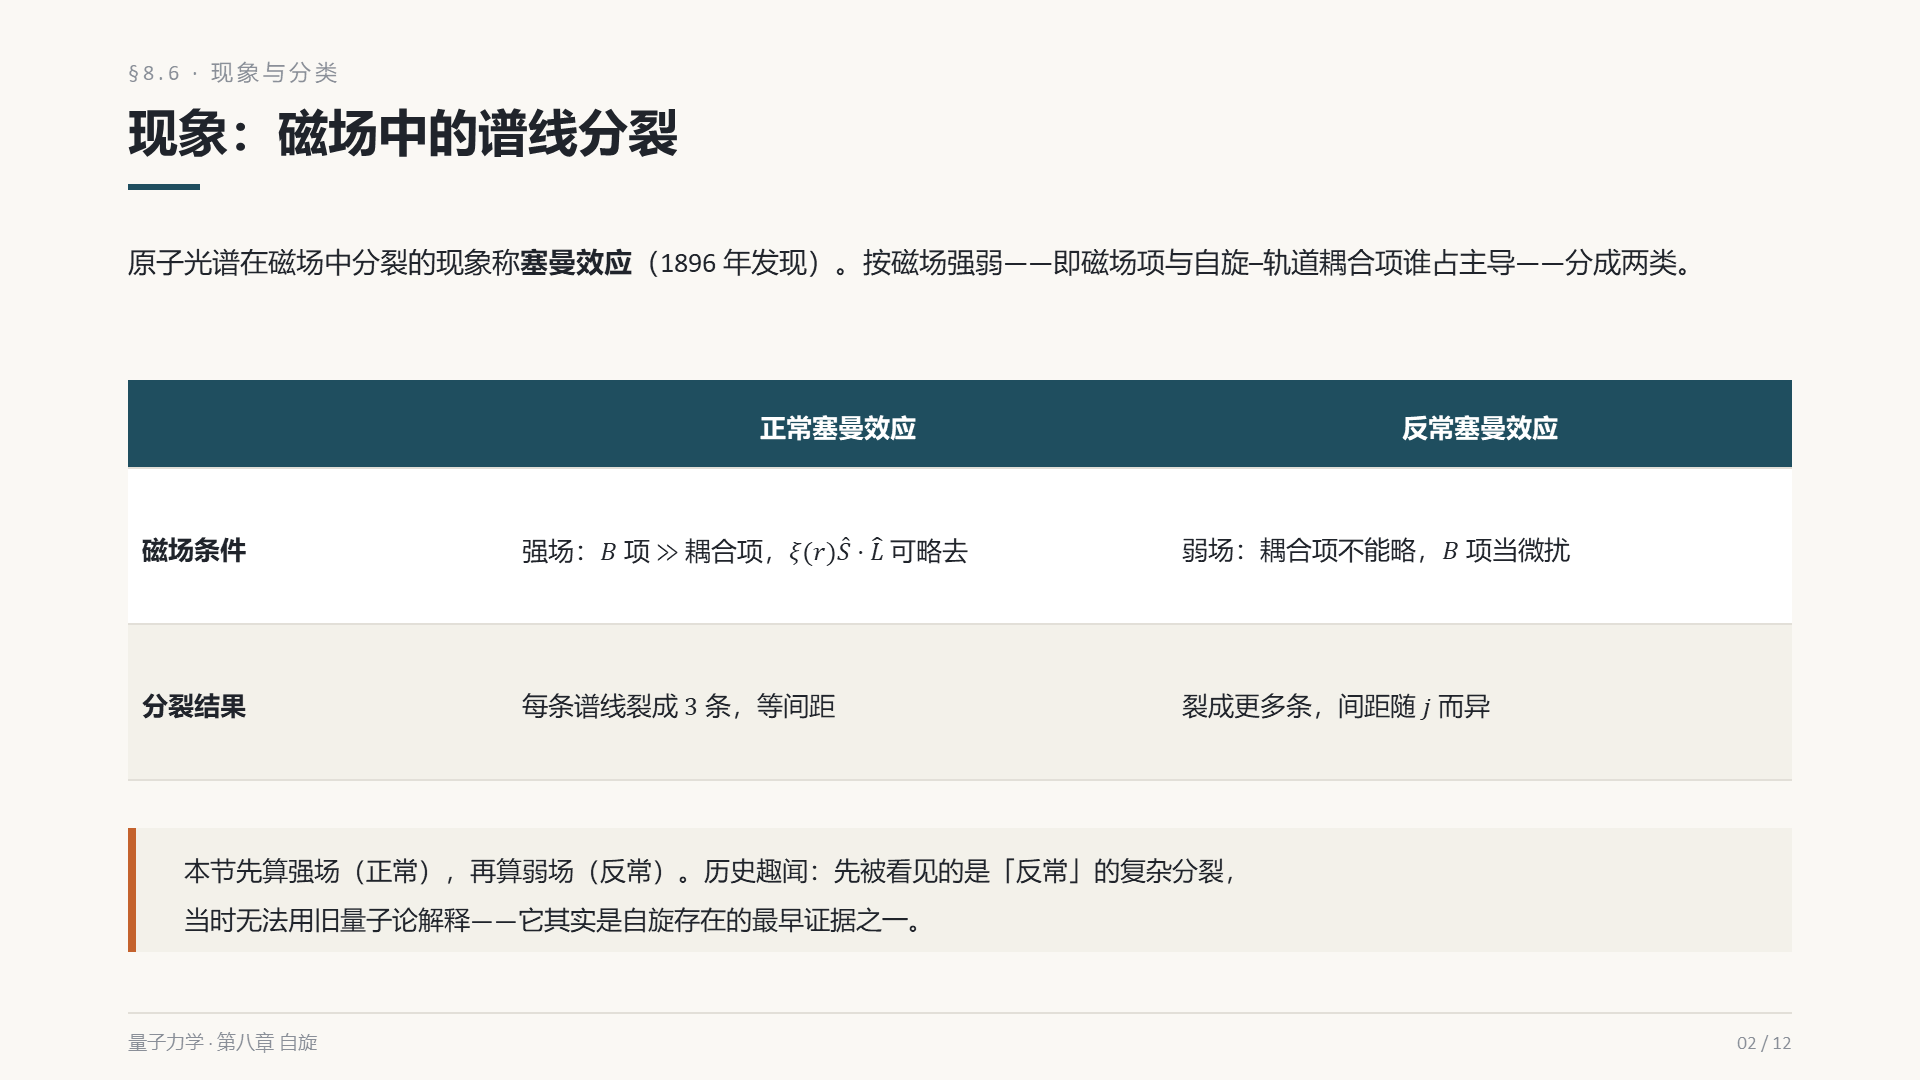 §8.6 · 现象与分类
现象：磁场中的谱线分裂
原子光谱在磁场中分裂的现象称塞曼效应（1896 年发现）。按磁场强弱——即磁场项与自旋–轨道耦合项谁占主导——分成两类。
正常塞曼效应 反常塞曼效应
磁场条件 强场：B 项 ≫ 耦合项，ξ(r)Ŝ · L̂ 可略去 弱场：耦合项不能略，B 项当微扰
分裂结果 每条谱线裂成 3 条，等间距 裂成更多条，间距随 j 而异
本节先算强场（正常），再算弱场（反常）。历史趣闻：先被看见的是「反常」的复杂分裂，
当时无法用旧量子论解释——它其实是自旋存在的最早证据之一。
量子力学 · 第八章 自旋 02 / 12